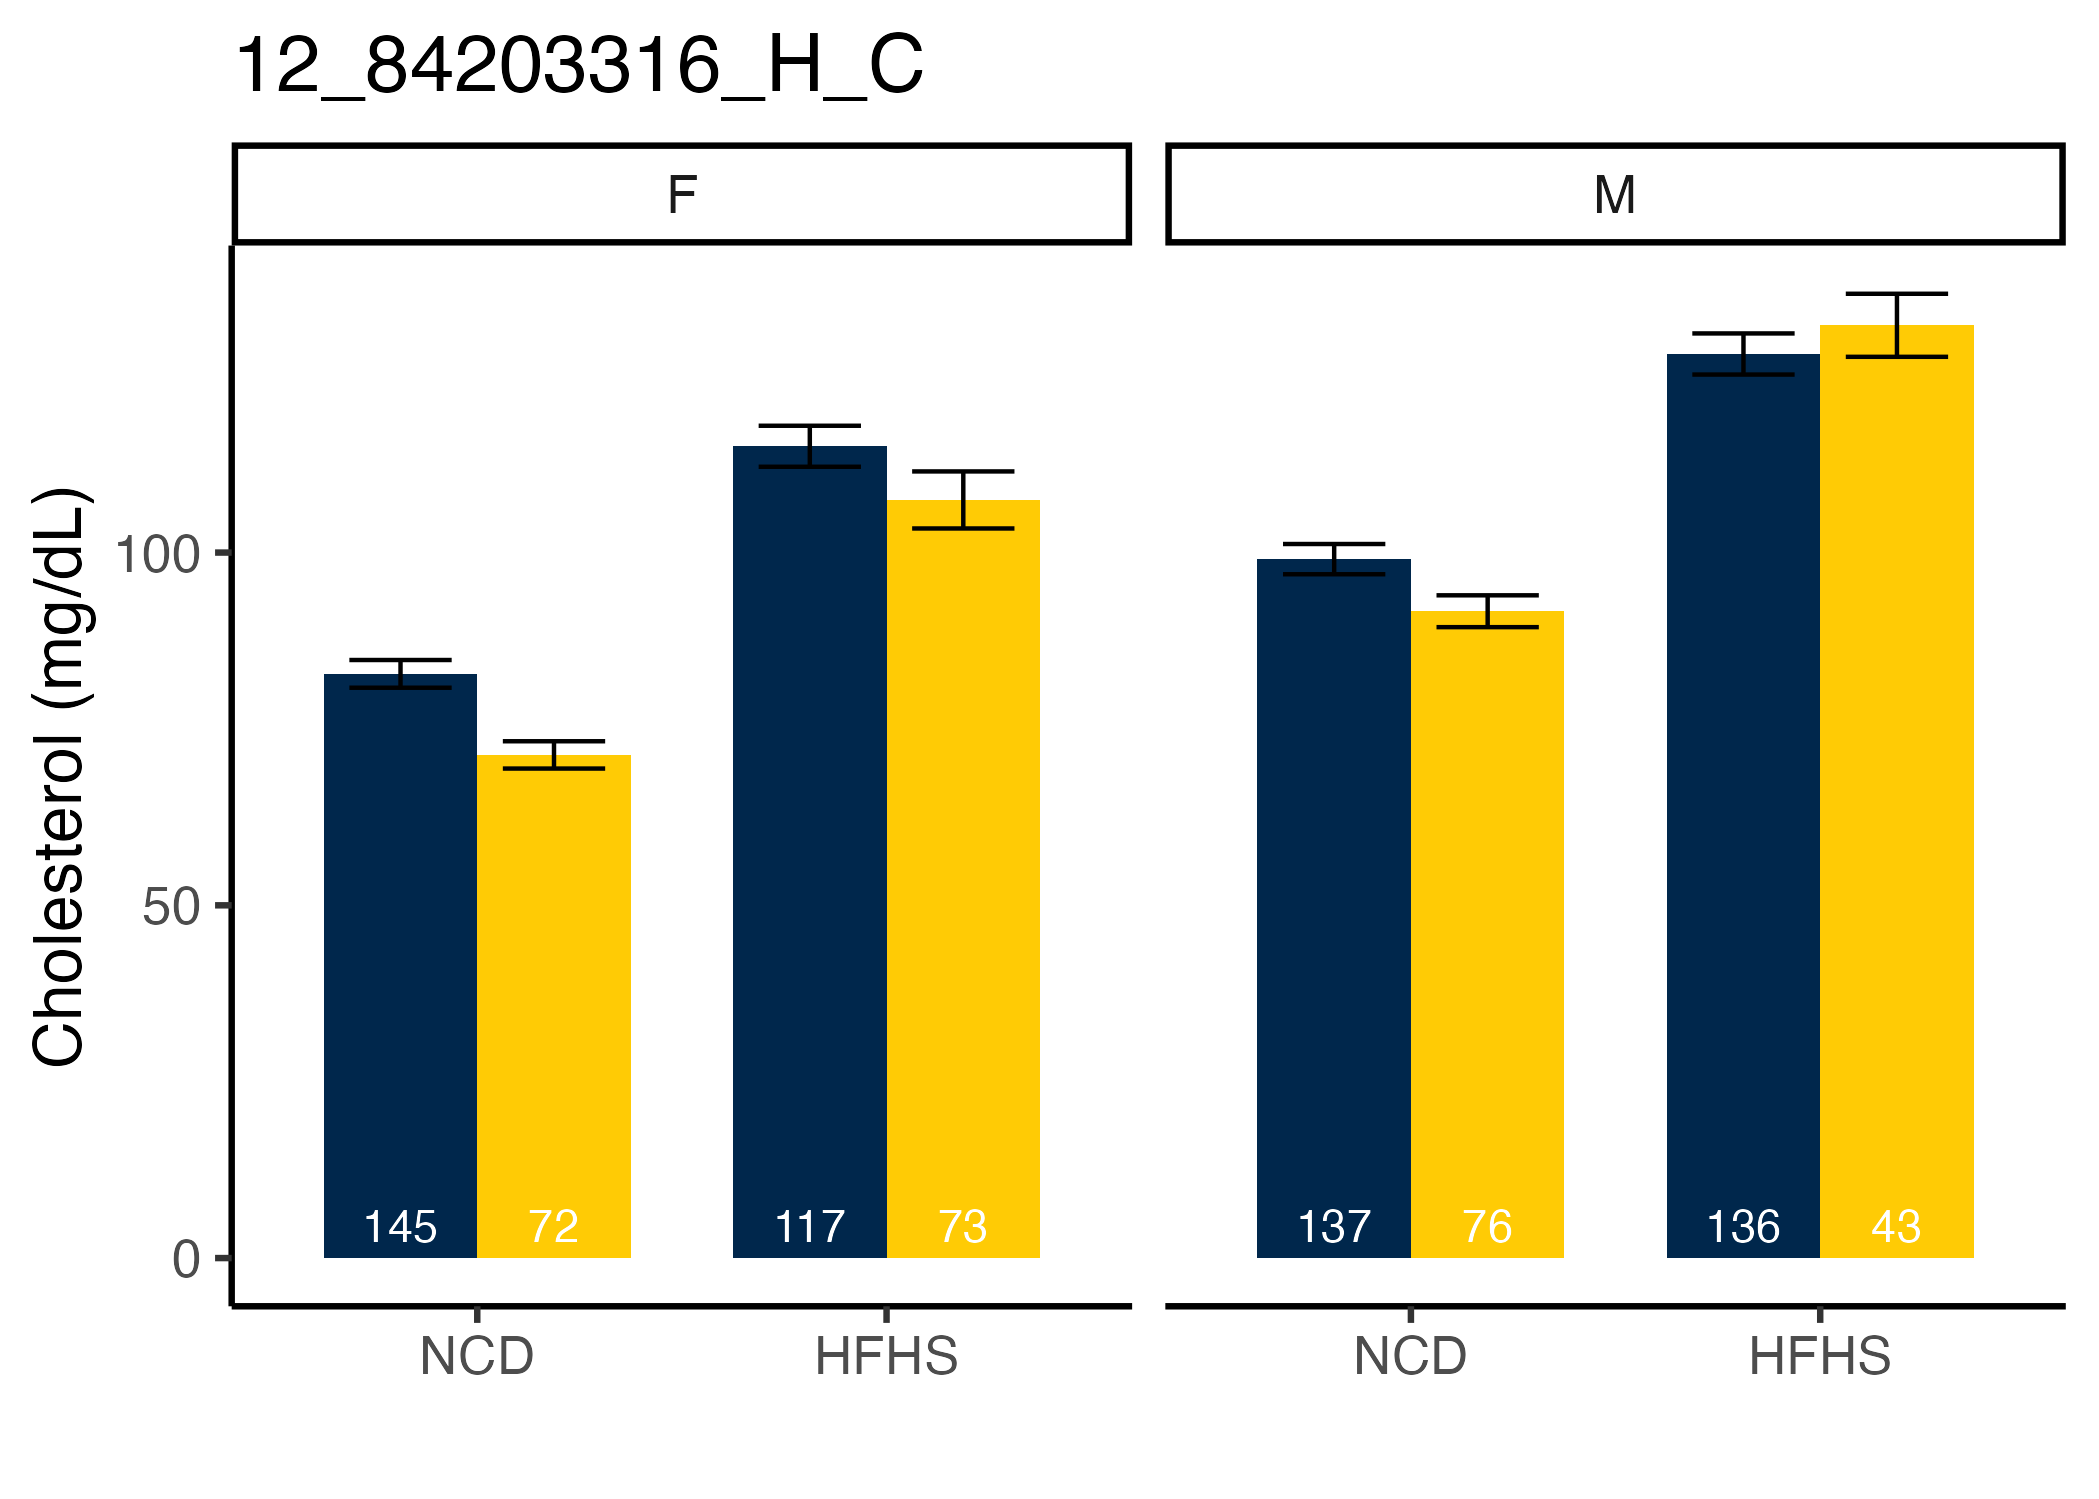 12_84203316_H_C
F
M
Cholesterol (mg/dL)
100
50
0
145
72
117
73
137
76
136
43
NCD
HFHS
NCD
HFHS